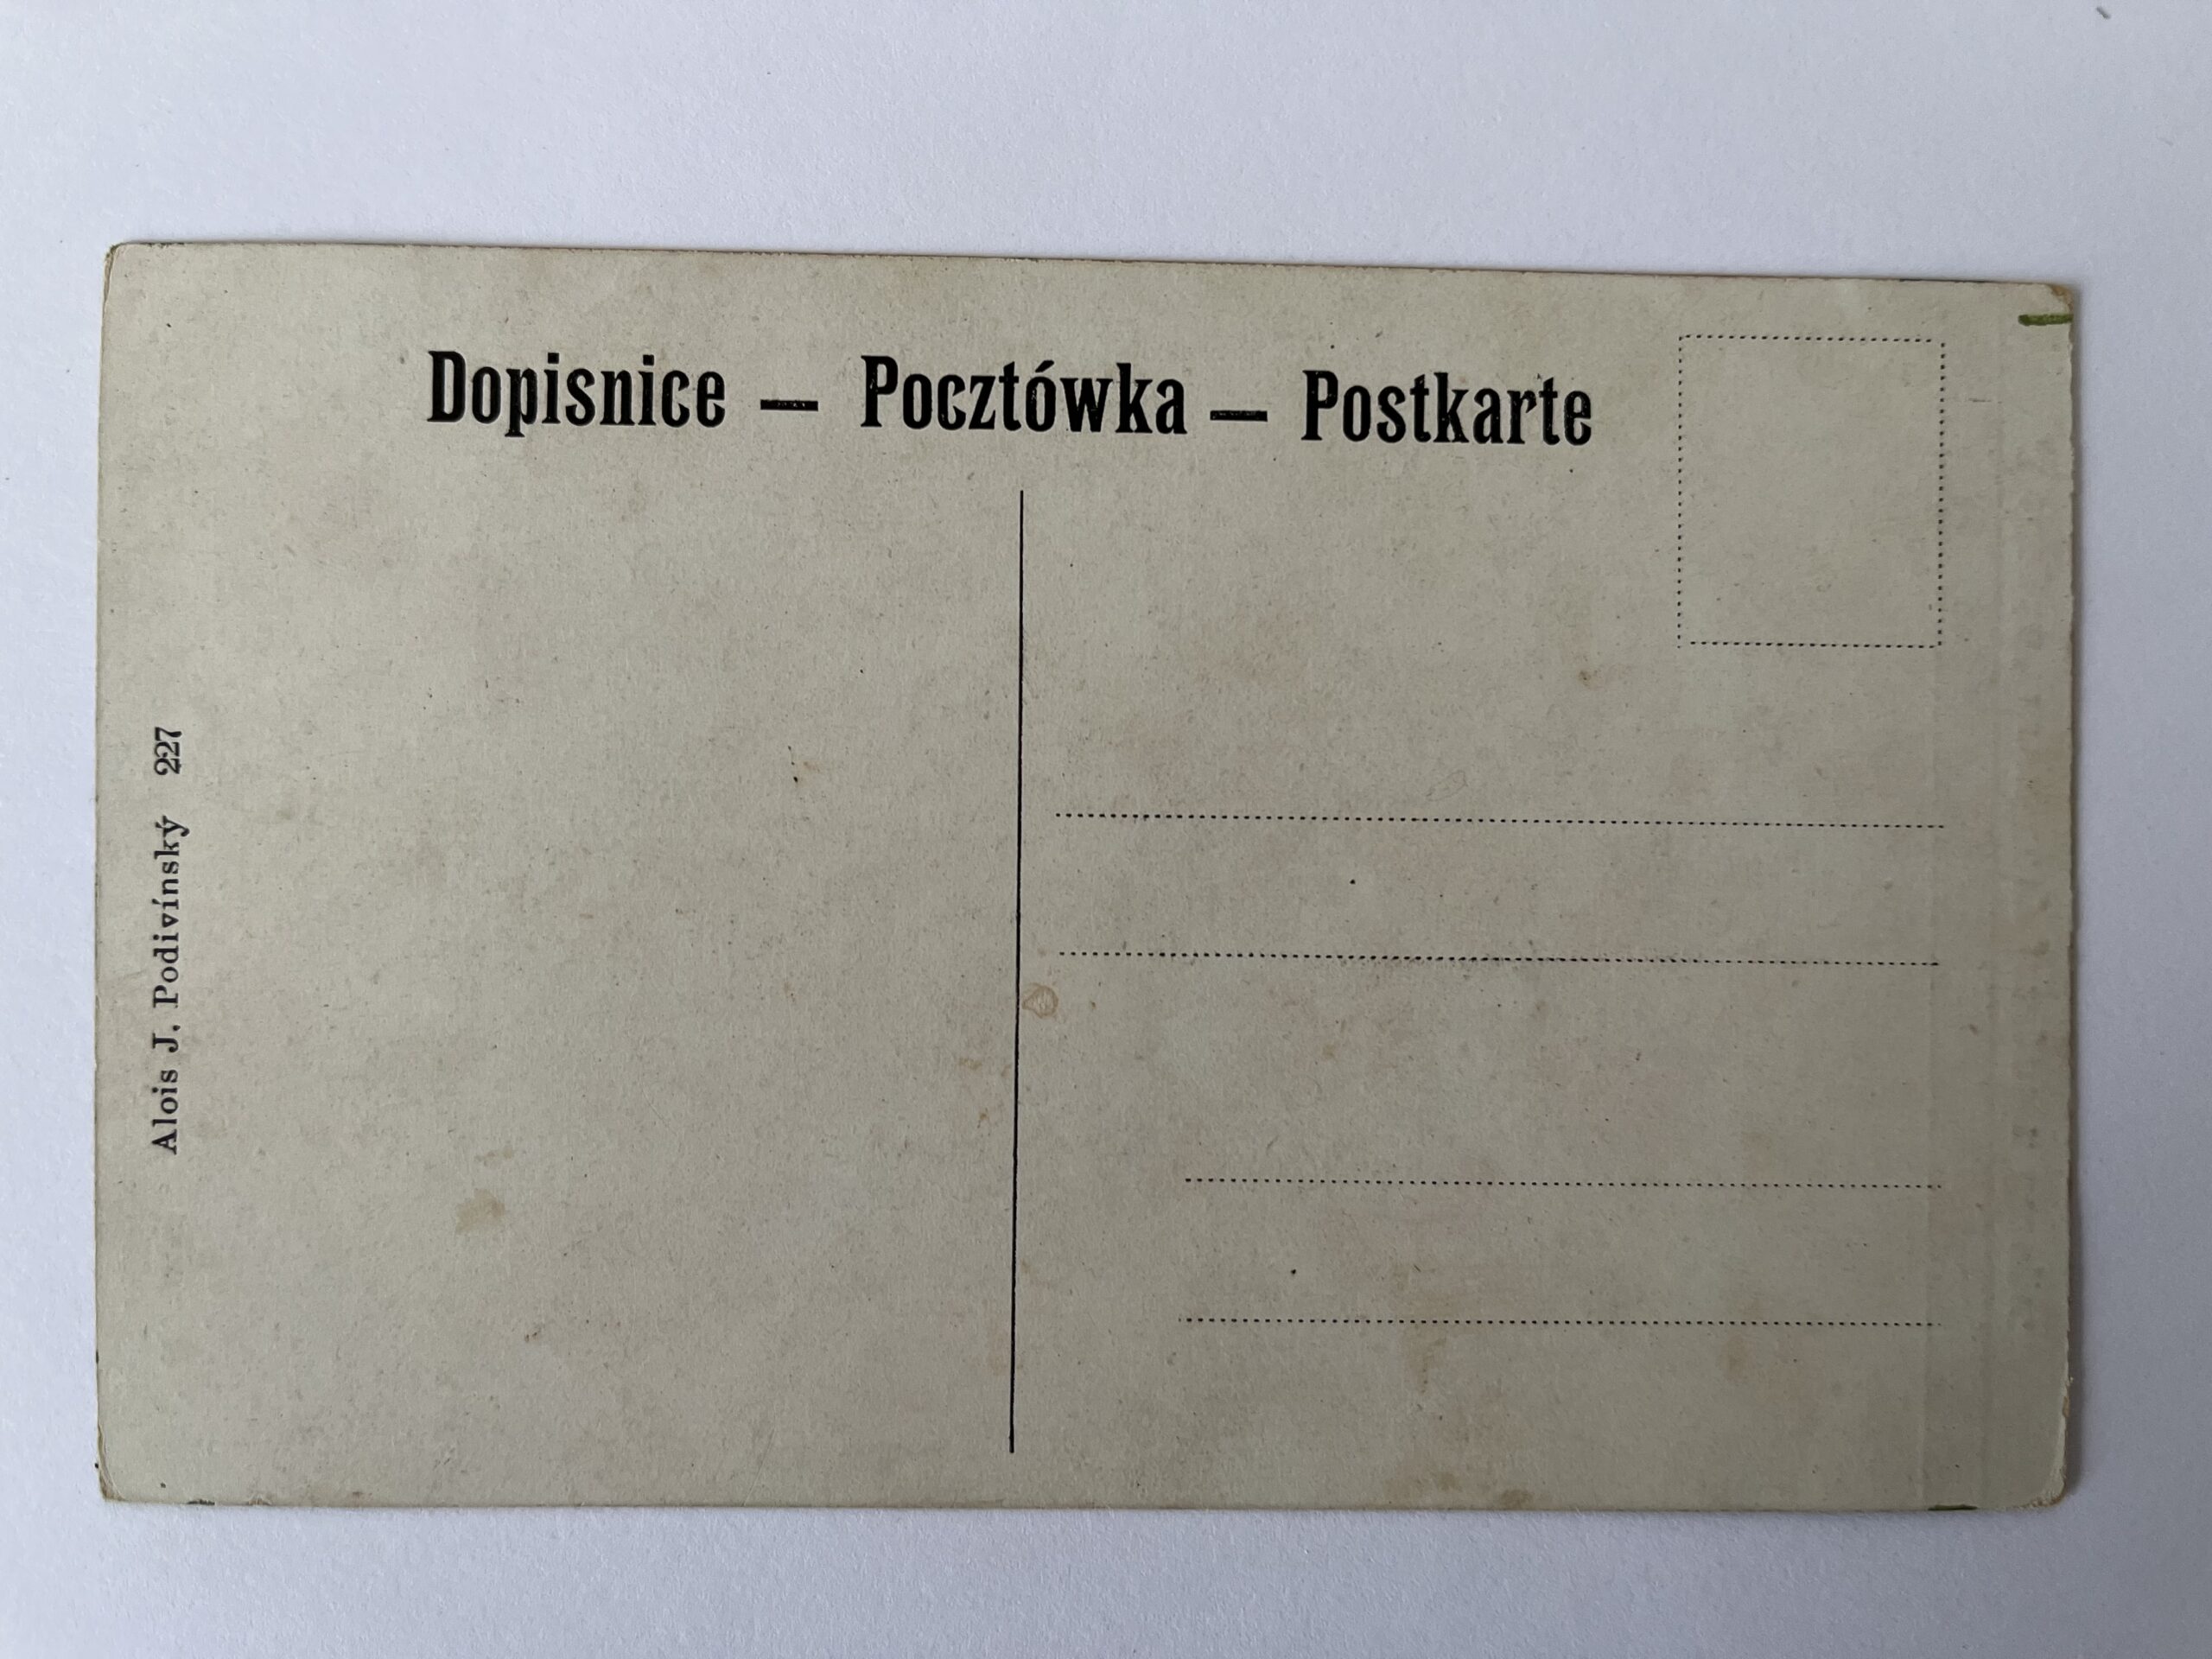 Dopisnice — Pocztówka — Postkarte
Alois J. Podivínský 227